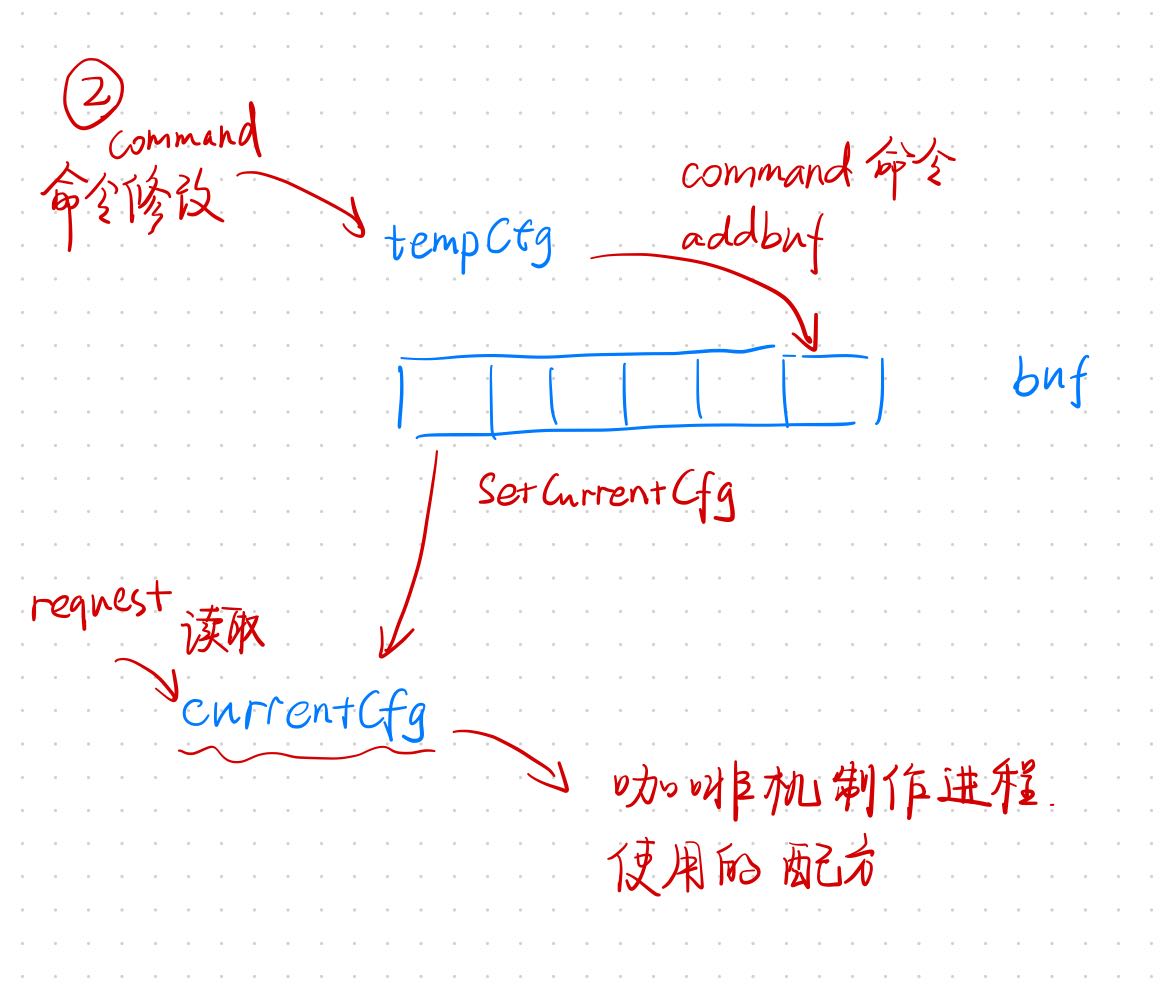 ②
command
命令修改
tempCfg
command 命令
addbuf
buf
SetCurrentCfg
request 读取
currentCfg
咖啡机制作进程
使用的配方